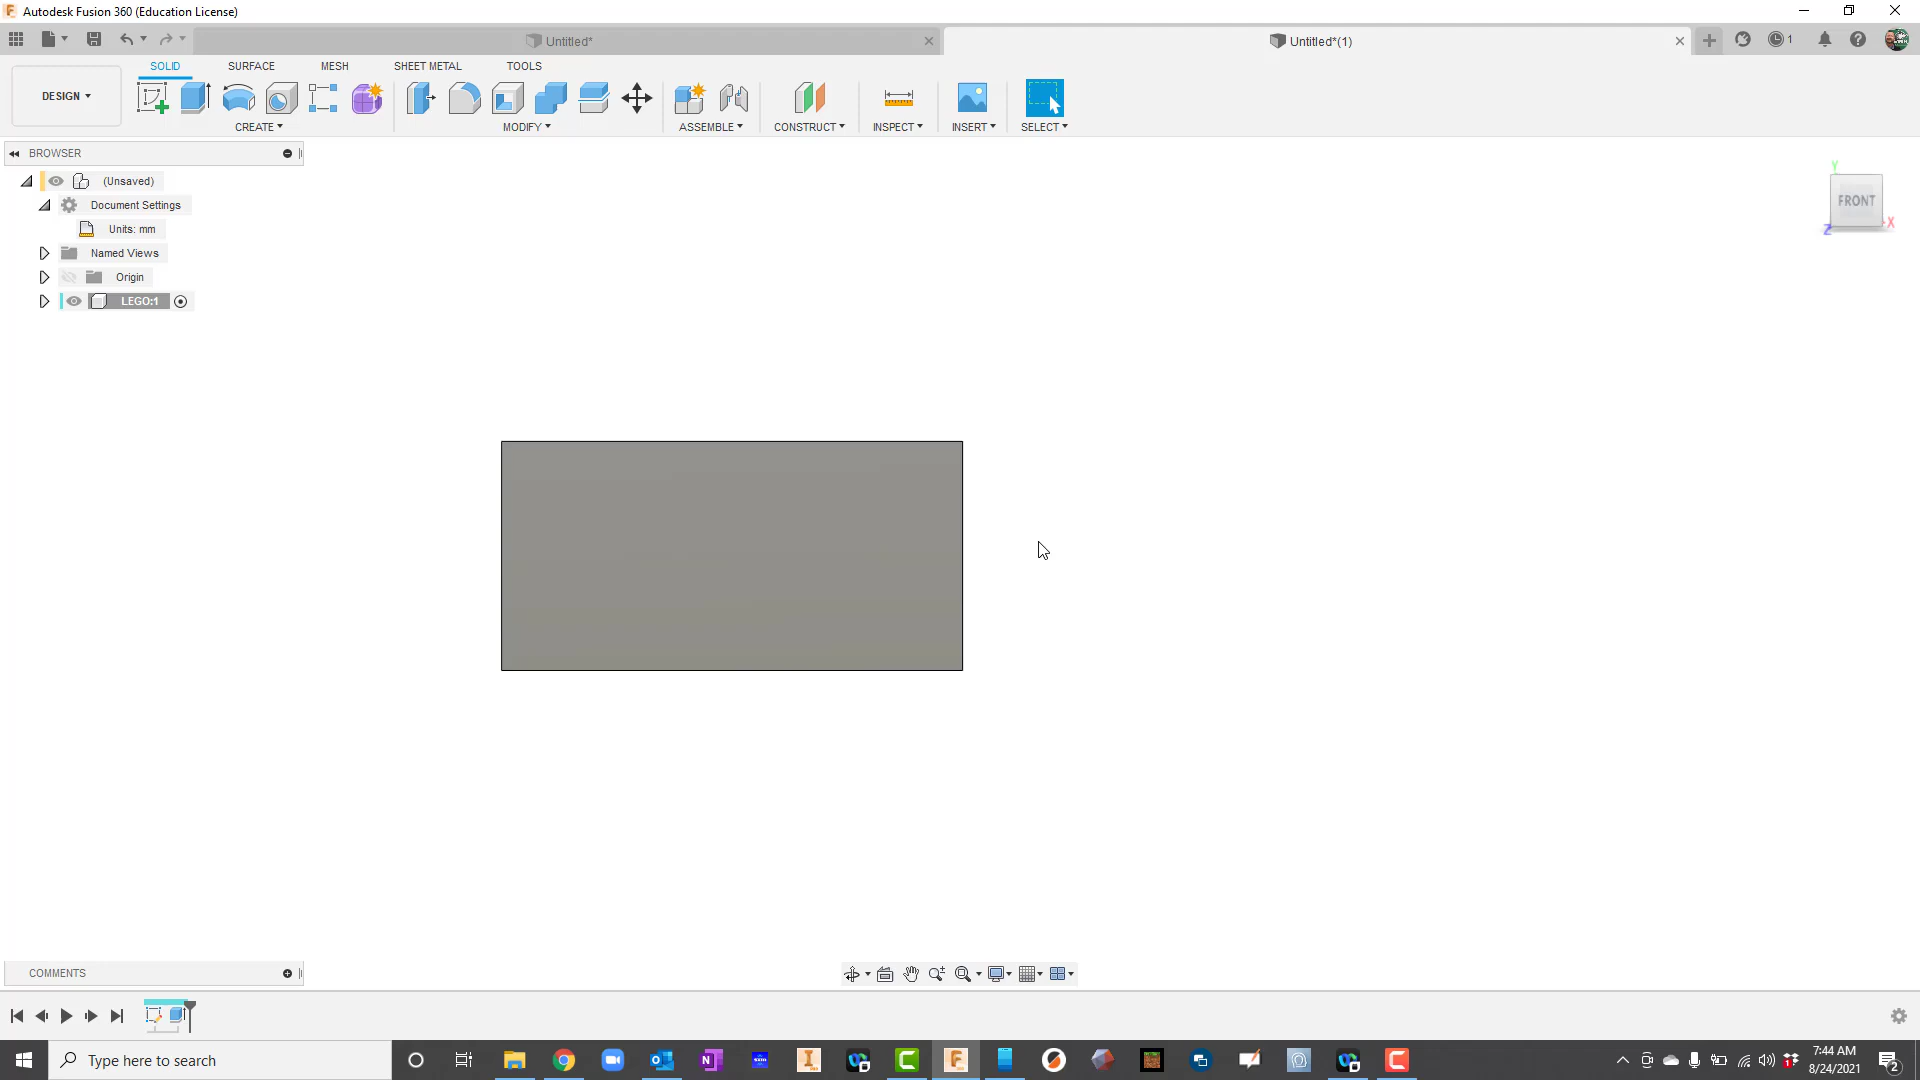 Autodesk Fusion 360 (Education License)
Untitled*
Untitled*(1)
1
SOLID SURFACE MESH SHEET METAL TOOLS
DESIGN
CREATE MODIFY ASSEMBLE CONSTRUCT INSPECT INSERT SELECT
BROWSER
(Unsaved)
Document Settings
Units: mm
Named Views
Origin
LEGO:1
Y
FRONT
X
Z
COMMENTS
Type here to search
7:44 AM
8/24/2021
2